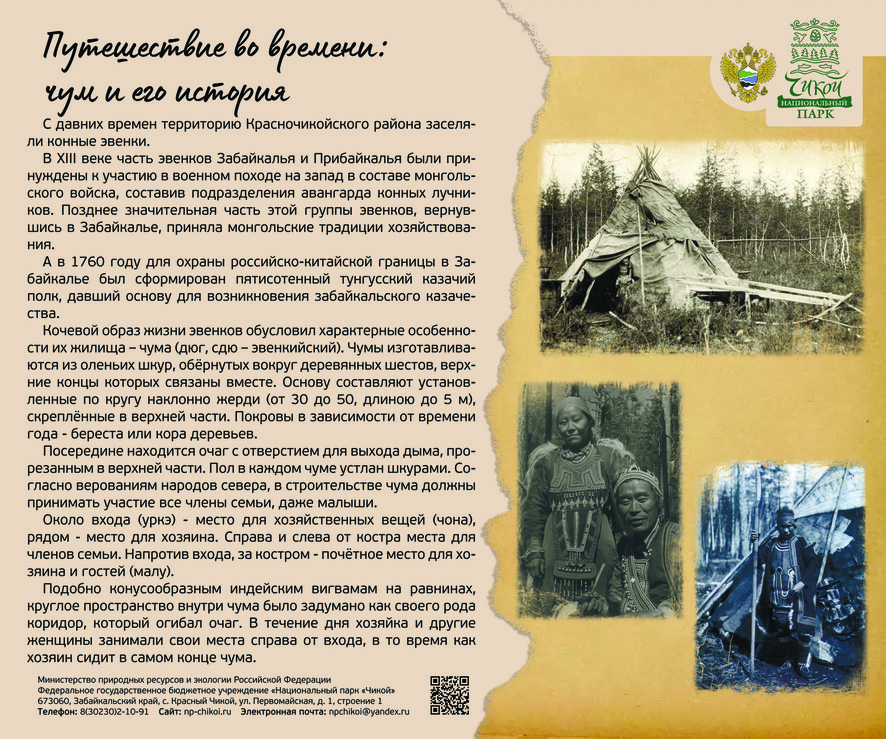 Путешествие во времени:
чум и его история
С давних времен территорию Красночикойского района заселя-
ли конные эвенки.
В XIII веке часть эвенков Забайкалья и Прибайкалья были при-
нуждены к участию в военном походе на запад в составе монголь-
ского войска, составив подразделения авангарда конных лучни-
ков. Позднее значительная часть этой группы эвенков, вернув-
шись в Забайкалье, приняла монгольские традиции хозяйствова-
ния.
А в 1760 году для охраны российско-китайской границы в За-
байкалье был сформирован пятисотенный тунгусский казачий
полк, давший основу для возникновения забайкальского казаче-
ства.
Кочевой образ жизни эвенков обусловил характерные особенно-
сти их жилища – чума (дюг, сдю – эвенкийский). Чумы изготавлива-
ются из оленьих шкур, обёрнутых вокруг деревянных шестов, верх-
ние концы которых связаны вместе. Основу составляют установ-
ленные по кругу наклонно жерди (от 30 до 50, длиною до 5 м),
скреплённые в верхней части. Покровы в зависимости от времени
года - береста или кора деревьев.
Посередине находится очаг с отверстием для выхода дыма, про-
резанным в верхней части. Пол в каждом чуме устлан шкурами. Со-
гласно верованиям народов севера, в строительстве чума должны
принимать участие все члены семьи, даже малыши.
Около входа (уркэ) - место для хозяйственных вещей (чона),
рядом - место для хозяина. Справа и слева от костра места для
членов семьи. Напротив входа, за костром - почётное место для хо-
зяина и гостей (малу).
Подобно конусообразным индейским вигвамам на равнинах,
круглое пространство внутри чума было задумано как своего рода
коридор, который огибал очаг. В течение дня хозяйка и другие
женщины занимали свои места справа от входа, в то время как
хозяин сидит в самом конце чума.
Министерство природных ресурсов и экологии Российской Федерации
Федеральное государственное бюджетное учреждение «Национальный парк «Чикой»
673060, Забайкальский край, с. Красный Чикой, ул. Первомайская, д. 1, строение 1
Телефон: 8(30230)2-10-91 Сайт: np-chikoi.ru Электронная почта: npchikoi@yandex.ru
Чикой
НАЦИОНАЛЬНЫЙ
ПАРК